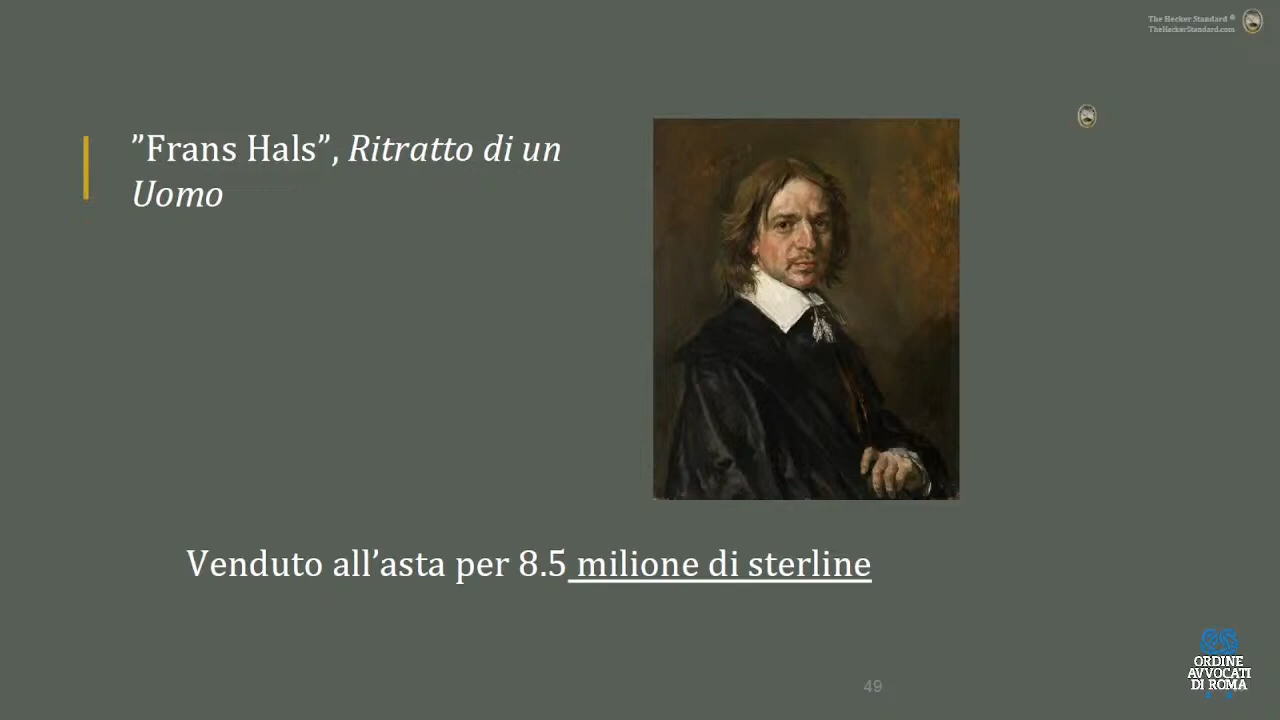 The Hecker Standard ®
TheHeckerStandard.com
”Frans Hals”, Ritratto di un
Uomo
Venduto all’asta per 8.5 milione di sterline
49
ORDINE
AVVOCATI
DI ROMA